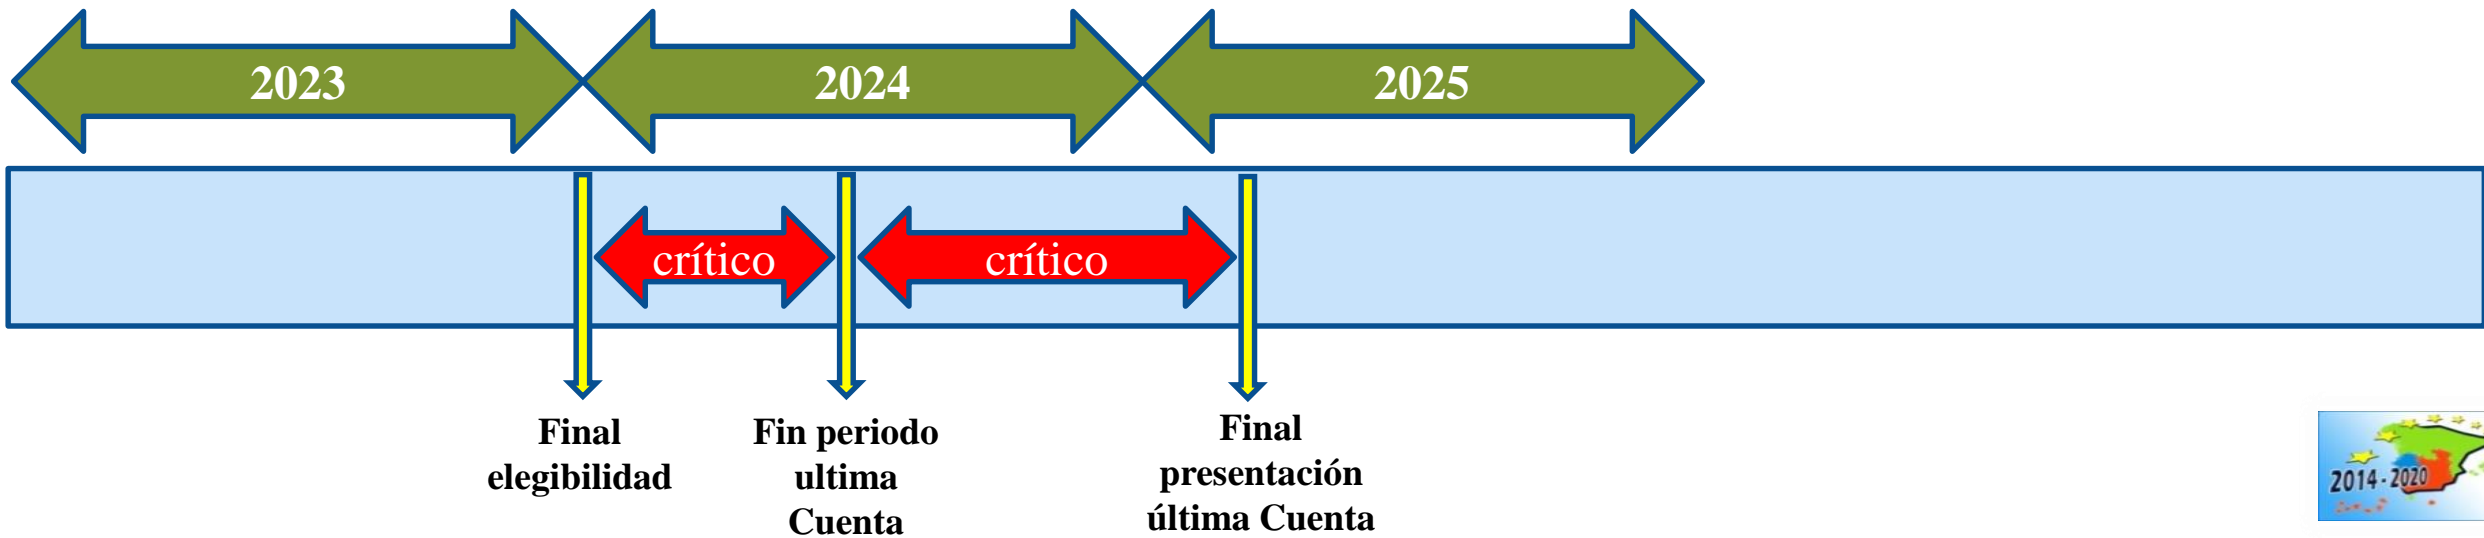 2023
2024
2025
crítico
crítico
Final
elegibilidad
Fin periodo
ultima
Cuenta
Final
presentación
última Cuenta
2014-2020